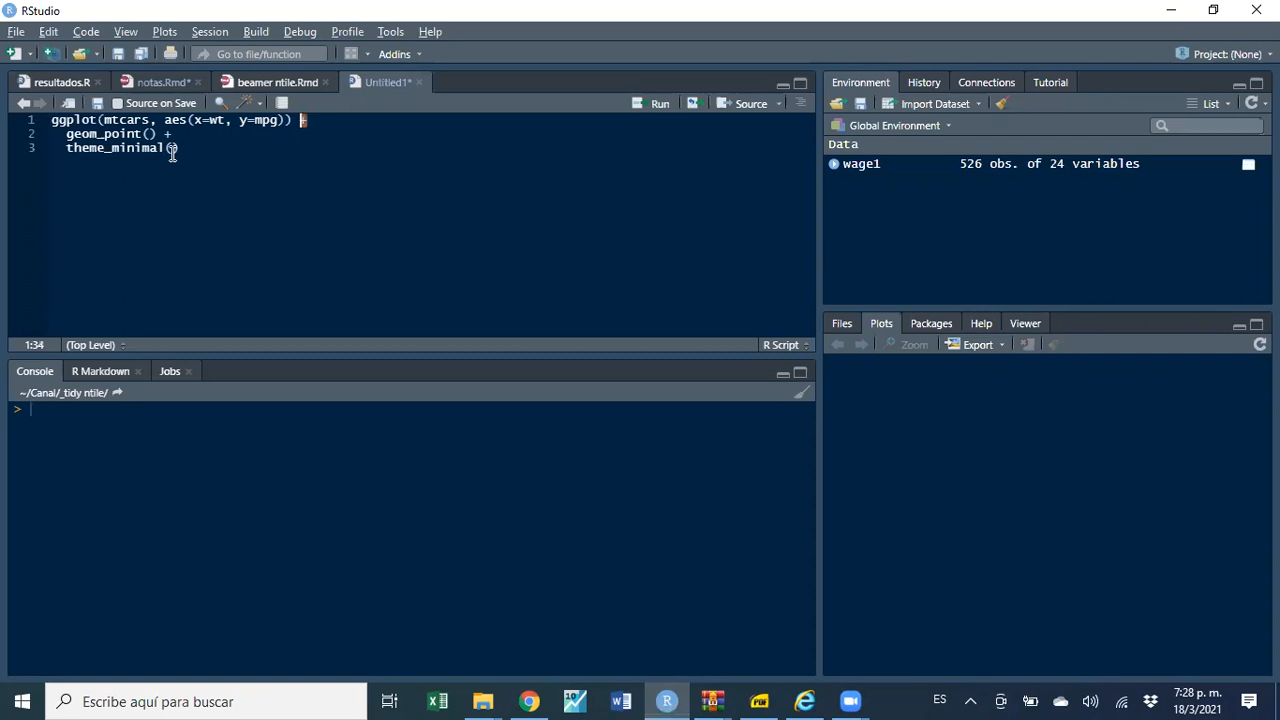 RStudio
File Edit Code View Plots Session Build Debug Profile Tools Help
Go to file/function Addins Project: (None)
resultados.R notas.Rmd* beamer ntile.Rmd Untitled1*
Source on Save Run Source
1 ggplot(mtcars, aes(x=wt, y=mpg)) +
2 geom_point() +
3 theme_minimal()
1:34 (Top Level) R Script
Console R Markdown Jobs
~/Canal/_tidy ntile/
>
Environment History Connections Tutorial
Import Dataset List
Global Environment
Data
wage1 526 obs. of 24 variables
Files Plots Packages Help Viewer
Zoom Export
Escribe aquí para buscar
ES 7:28 p. m.
18/3/2021